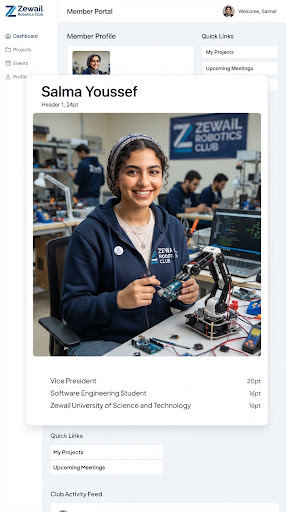 Zewail
Robotics Club
Member Portal
Welcome, Salma!
Dashboard
Projects
Events
Profile
Member Profile
Quick Links
My Projects
Upcoming Meetings
Salma Youssef
Header 1, 24pt
ZEWAIL
ROBOTICS
CLUB
ZEWAIL
ROBOTICS
CLUB
Vice President 20pt
Software Engineering Student 16pt
Zewail University of Science and Technology 16pt
Quick Links
My Projects
Upcoming Meetings
Club Activity Feed